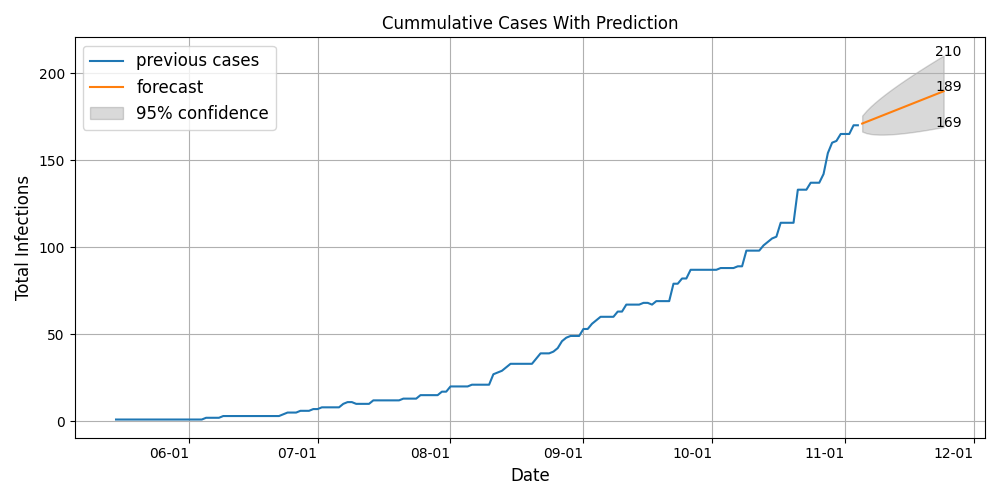 Cummulative Cases With Prediction
previous cases
forecast
95% confidence
210
189
169
Total Infections
200
150
100
50
0
06-01
07-01
08-01
09-01
10-01
11-01
12-01
Date